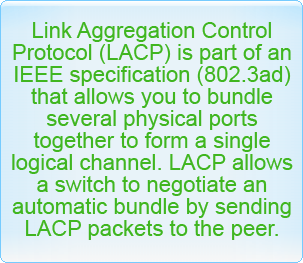 Link Aggregation Control
Protocol (LACP) is part of an
IEEE specification (802.3ad)
that allows you to bundle
several physical ports
together to form a single
logical channel. LACP allows
a switch to negotiate an
automatic bundle by sending
LACP packets to the peer.